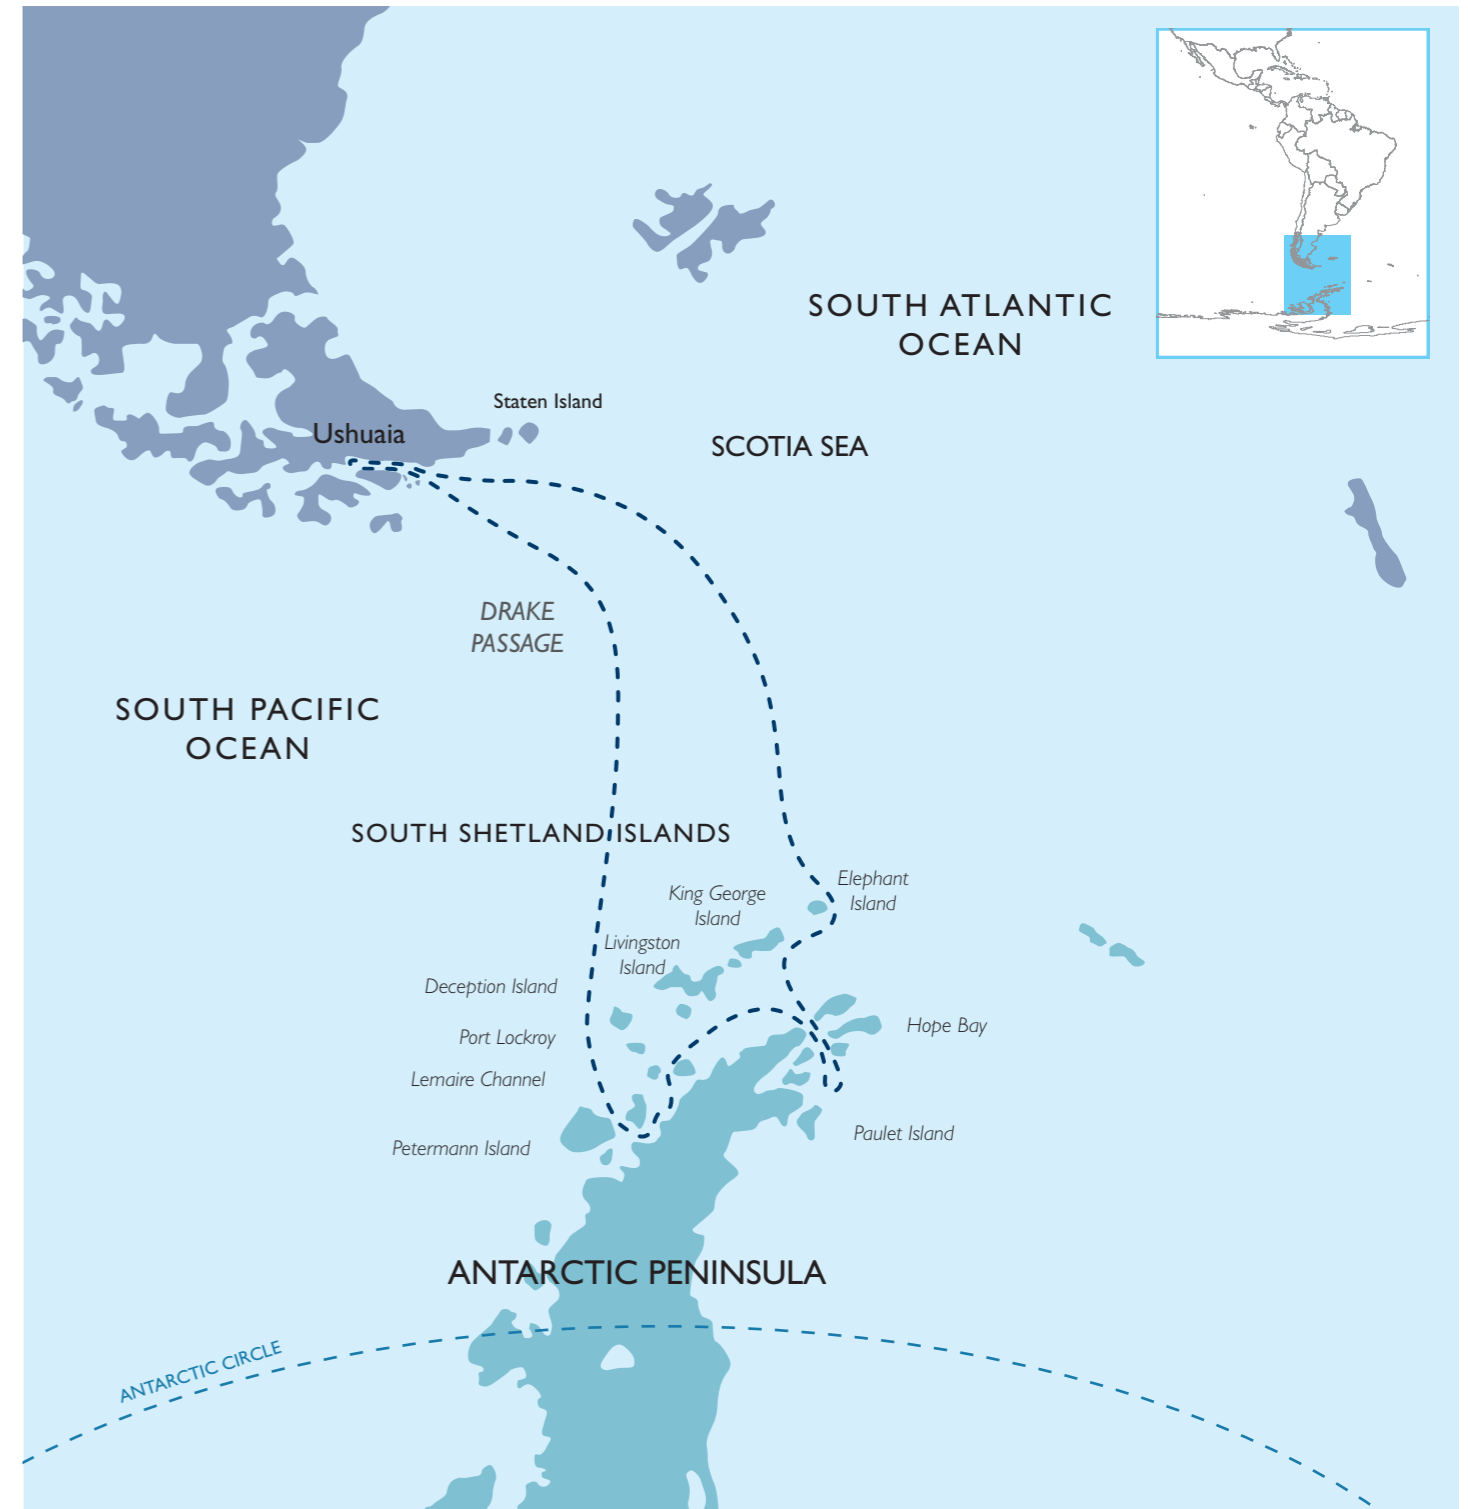 SOUTH ATLANTIC
OCEAN
Staten Island
Ushuaia
SCOTIA SEA
DRAKE
PASSAGE
SOUTH PACIFIC
OCEAN
SOUTH SHETLAND ISLANDS
Elephant
Island
King George
Island
Livingston
Island
Deception Island
Hope Bay
Port Lockroy
Lemaire Channel
Paulet Island
Petermann Island
ANTARCTIC PENINSULA
ANTARCTIC CIRCLE